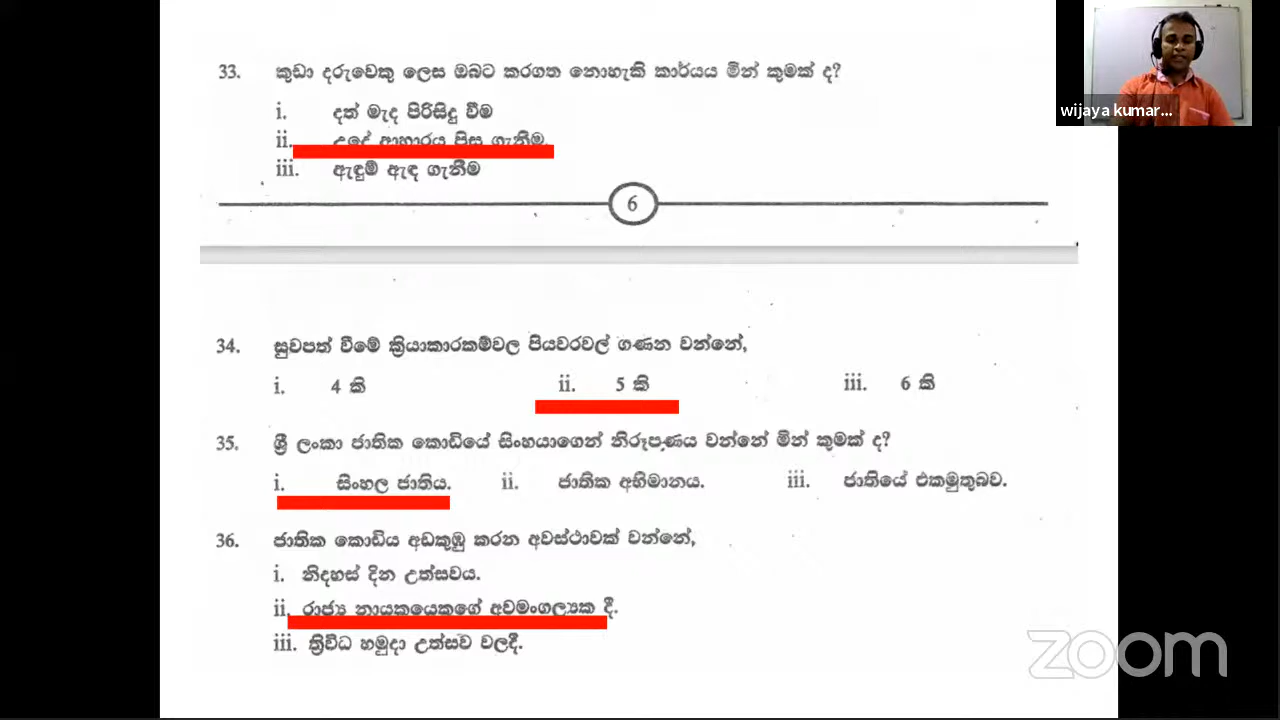 33. කුඩා දරුවෙකු ලෙස ඔබට කරගත නොහැකි කාර්යය මින් කුමක් ද?
i. දත් මැද පිරිසිදු වීම
ii. උදේ ආහාරය පිස ගැනීම.
iii. ඇඳුම් ඇඳ ගැනීම
6
34. සුවපත් වීමේ ක්‍රියාකාරකම්වල පියවරවල් ගණන වන්නේ,
i. 4 කි ii. 5 කි iii. 6 කි
35. ශ්‍රී ලංකා ජාතික කොඩියේ සිංහයාගෙන් නිරූපණය වන්නේ මින් කුමක් ද?
i. සිංහල ජාතිය. ii. ජාතික අභිමානය. iii. ජාතියේ එකමුතුබව.
36. ජාතික කොඩිය අඩකුඹු කරන අවස්ථාවක් වන්නේ,
i. නිදහස් දින උත්සවය.
ii. රාජ්‍ය නායකයෙකගේ අවමංගල්‍යක දී.
iii. ත්‍රිවිධ හමුදා උත්සව වලදී.
wijaya kumar...
zoom